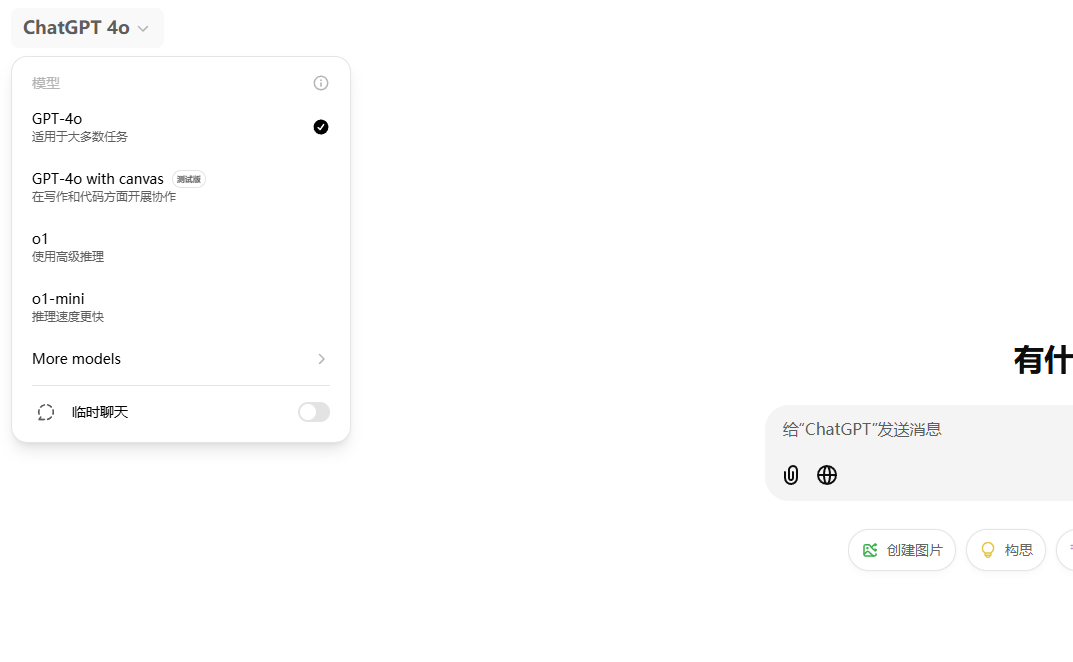 ChatGPT 4o
模型
GPT-4o
适用于大多数任务
GPT-4o with canvas 测试版
在写作和代码方面开展协作
o1
使用高级推理
o1-mini
推理速度更快
More models
临时聊天
有什
给“ChatGPT”发送消息
创建图片
构思